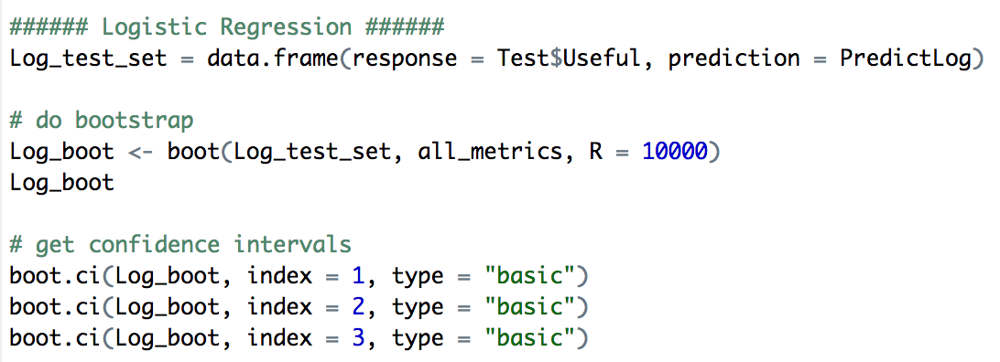 ###### Logistic Regression ######
Log_test_set = data.frame(response = Test$Useful, prediction = PredictLog)
# do bootstrap
Log_boot <- boot(Log_test_set, all_metrics, R = 10000)
Log_boot
# get confidence intervals
boot.ci(Log_boot, index = 1, type = "basic")
boot.ci(Log_boot, index = 2, type = "basic")
boot.ci(Log_boot, index = 3, type = "basic")